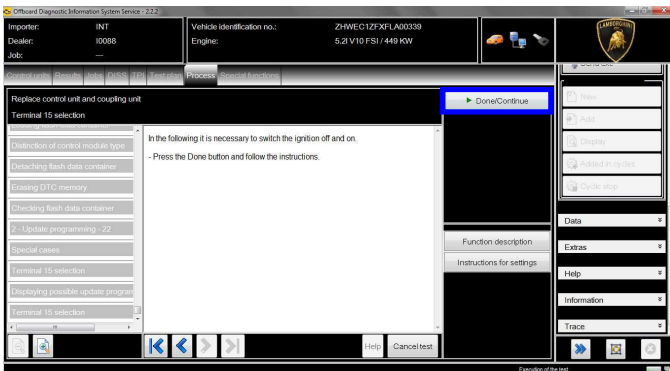 Offboard Diagnostic Information System Service - 2.2.2
Importer: INT
Dealer: I0088
Job: ---
Vehicle identification no.: ZHWEC1ZFXFLA00339
Engine: 5.2l V10 FSI / 449 KW
LAMBORGHINI
Control units Results Jobs DISS TPI Test plan Process Special functions
Replace control unit and coupling unit
Terminal 15 selection
Distinction of control module type
Detaching flash data container
Erasing DTC memory
Checking flash data container
2 - Update programming - 22
Special cases
Terminal 15 selection
Displaying possible update program
Terminal 15 selection
In the following it is necessary to switch the ignition off and on.
- Press the Done button and follow the instructions.
Help
Cancel test
Done/Continue
Function description
Instructions for settings
New
Add
Display
Added in cycles
Cyclic stop
Data
Extras
Help
Information
Trace
Execution of the test